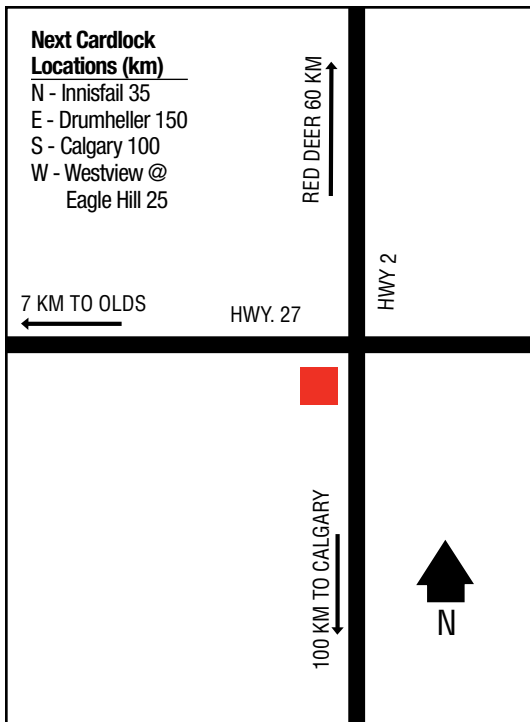 Next Cardlock
Locations (km)
N - Innisfail 35
E - Drumheller 150
S - Calgary 100
W - Westview @
Eagle Hill 25
RED DEER 60 KM
HWY 2
7 KM TO OLDS
HWY. 27
100 KM TO CALGARY
N